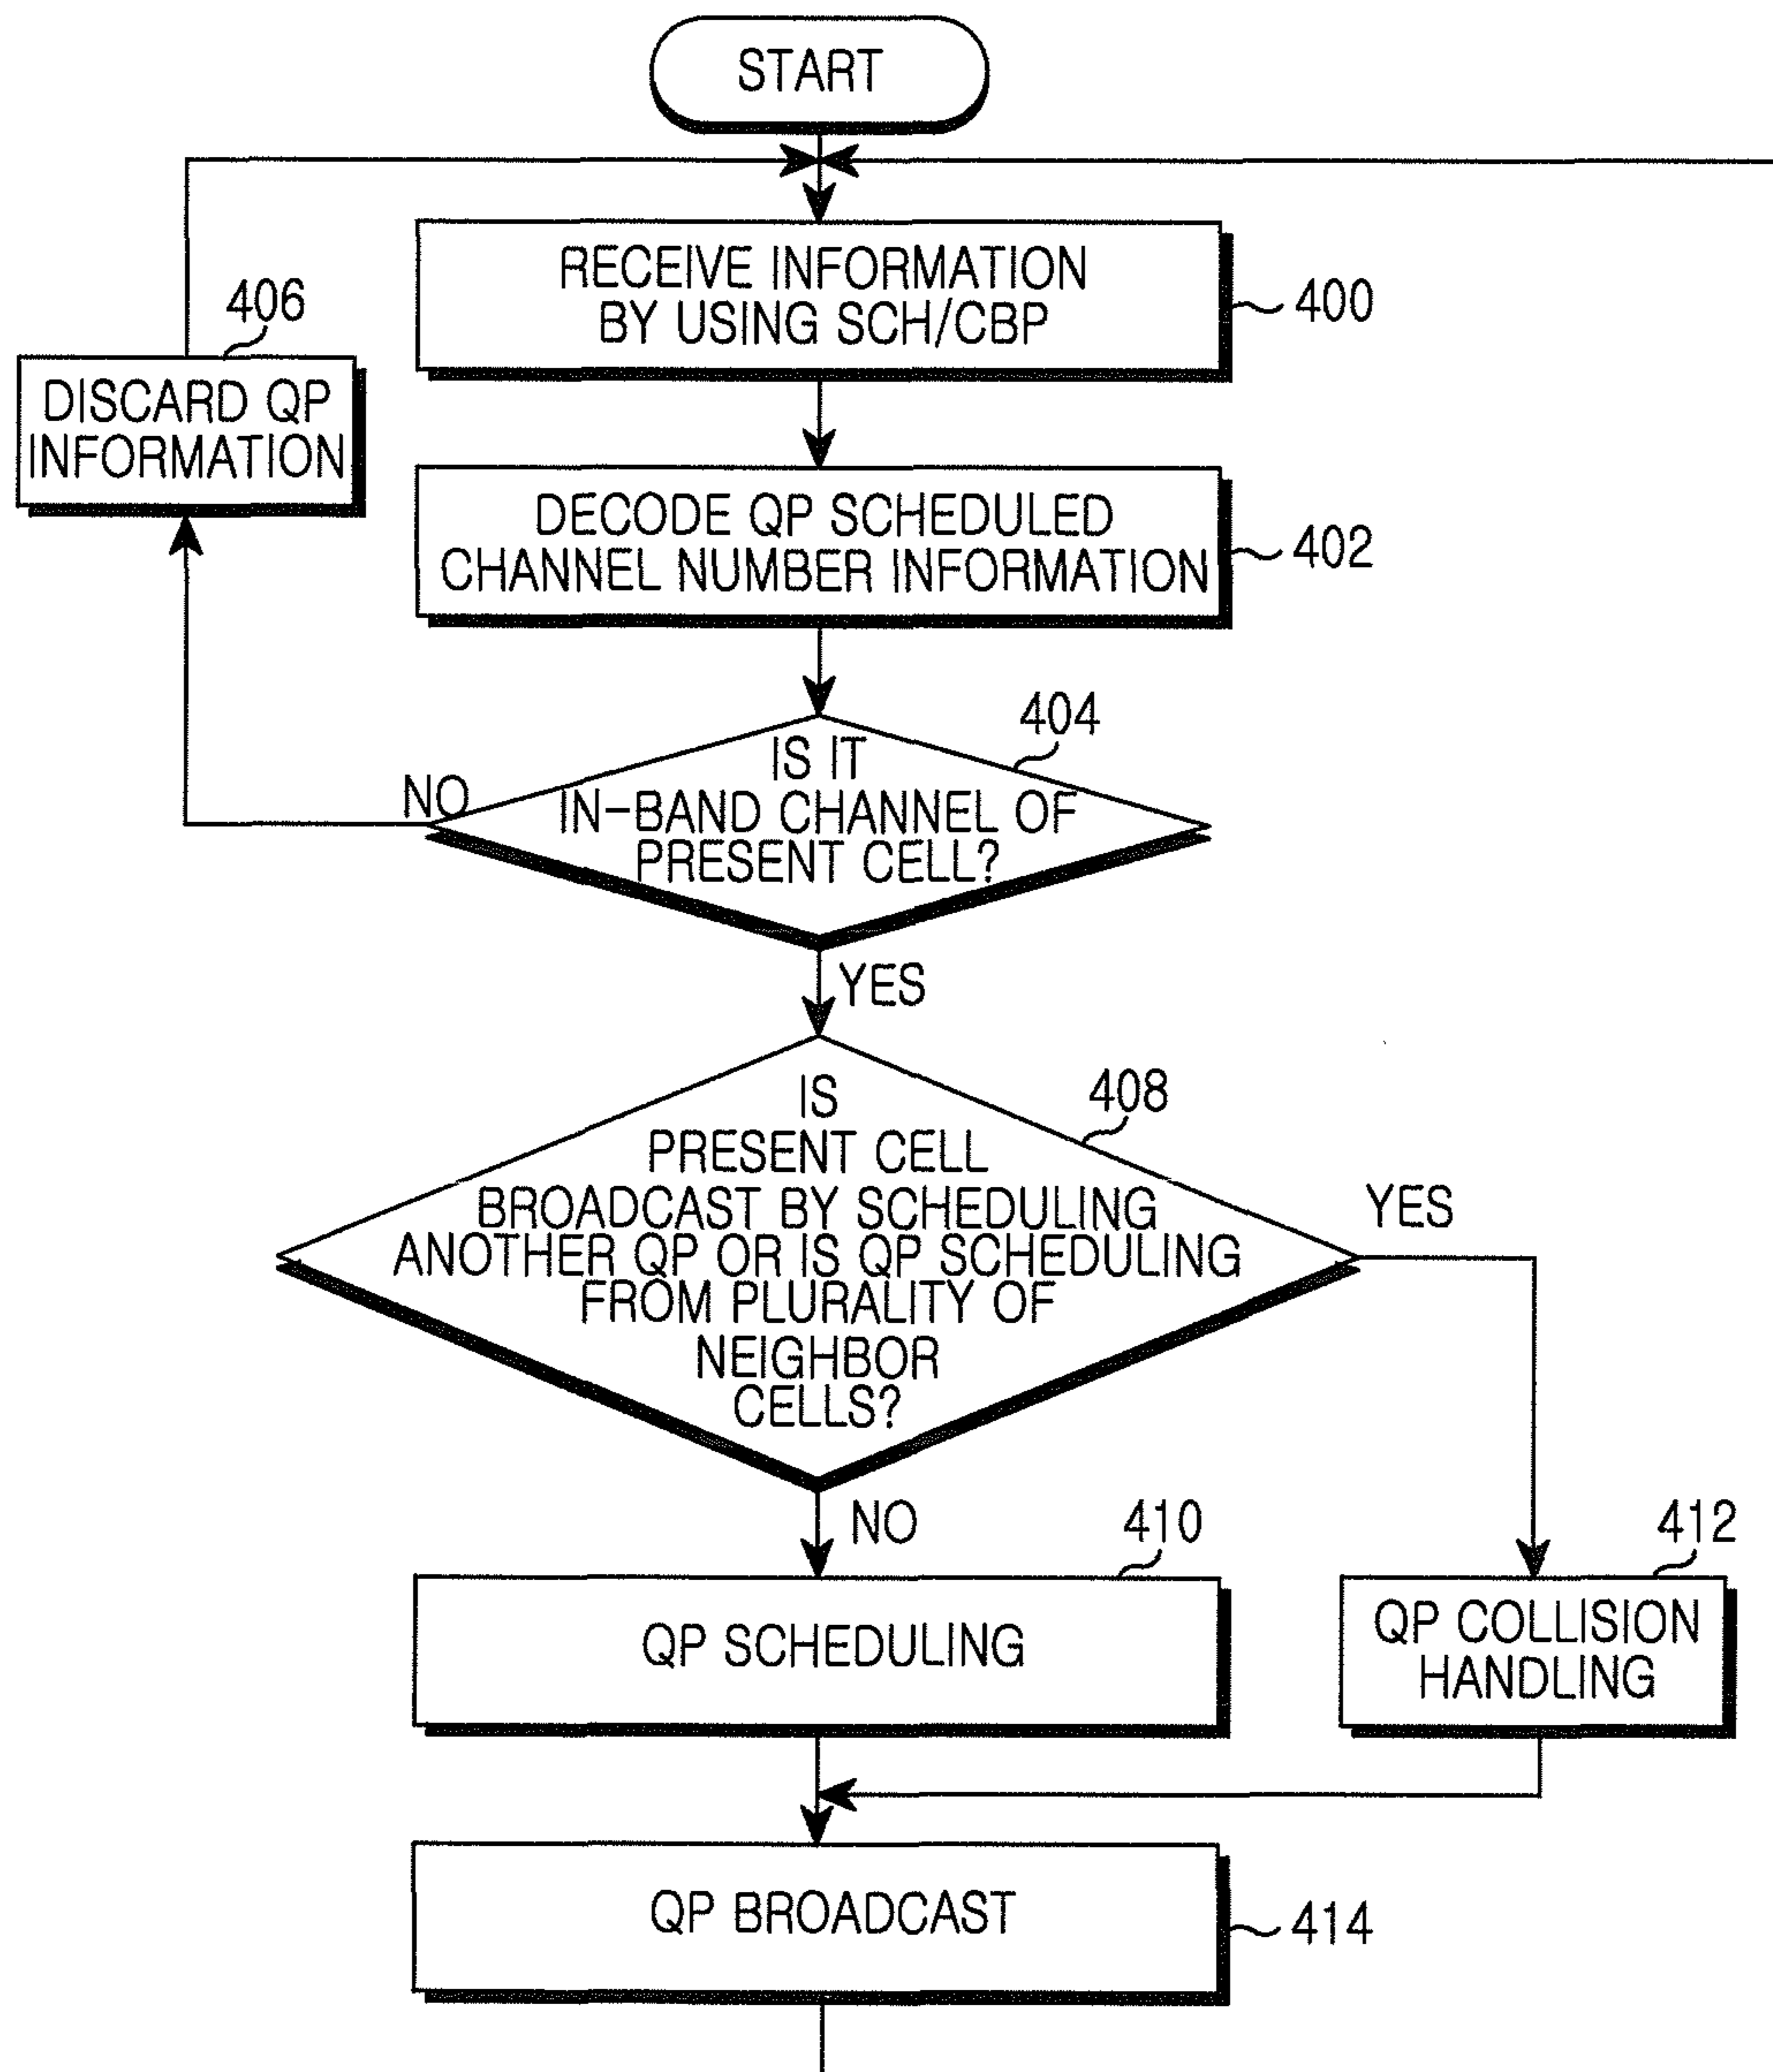 START
RECEIVE INFORMATION
BY USING SCH/CBP
400
406
DISCARD QP
INFORMATION
DECODE QP SCHEDULED
CHANNEL NUMBER INFORMATION
402
404
IS IT
IN-BAND CHANNEL OF
PRESENT CELL?
NO
YES
408
IS
PRESENT CELL
BROADCAST BY SCHEDULING
ANOTHER QP OR IS QP SCHEDULING
FROM PLURALITY OF
NEIGHBOR
CELLS?
YES
NO
410
QP SCHEDULING
412
QP COLLISION
HANDLING
QP BROADCAST
414